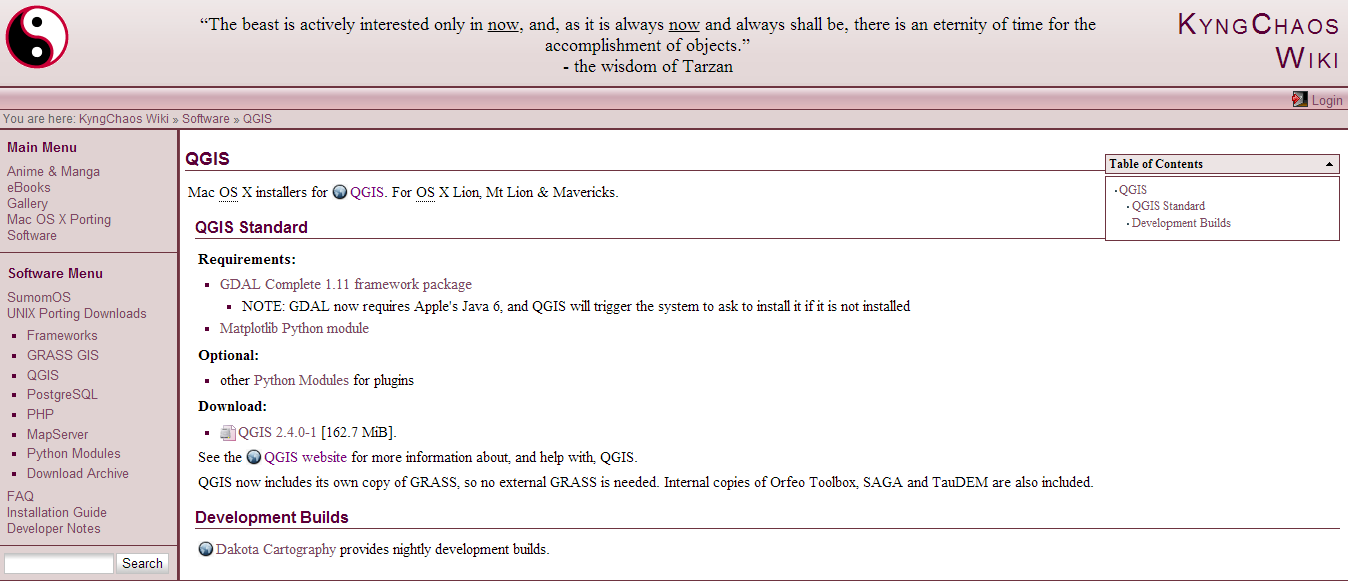 “The beast is actively interested only in now, and, as it is always now and always shall be, there is an eternity of time for the
accomplishment of objects.”
- the wisdom of Tarzan
KyngChaos
Wiki
Login
You are here: KyngChaos Wiki » Software » QGIS
Main Menu
Anime & Manga
eBooks
Gallery
Mac OS X Porting
Software
Software Menu
SumomOS
UNIX Porting Downloads
Frameworks
GRASS GIS
QGIS
PostgreSQL
PHP
MapServer
Python Modules
Download Archive
FAQ
Installation Guide
Developer Notes
Search
QGIS
Mac OS X installers for QGIS. For OS X Lion, Mt Lion & Mavericks.
Table of Contents
QGIS
QGIS Standard
Development Builds
QGIS Standard
Requirements:
GDAL Complete 1.11 framework package
NOTE: GDAL now requires Apple's Java 6, and QGIS will trigger the system to ask to install it if it is not installed
Matplotlib Python module
Optional:
other Python Modules for plugins
Download:
QGIS 2.4.0-1 [162.7 MiB].
See the QGIS website for more information about, and help with, QGIS.
QGIS now includes its own copy of GRASS, so no external GRASS is needed. Internal copies of Orfeo Toolbox, SAGA and TauDEM are also included.
Development Builds
Dakota Cartography provides nightly development builds.